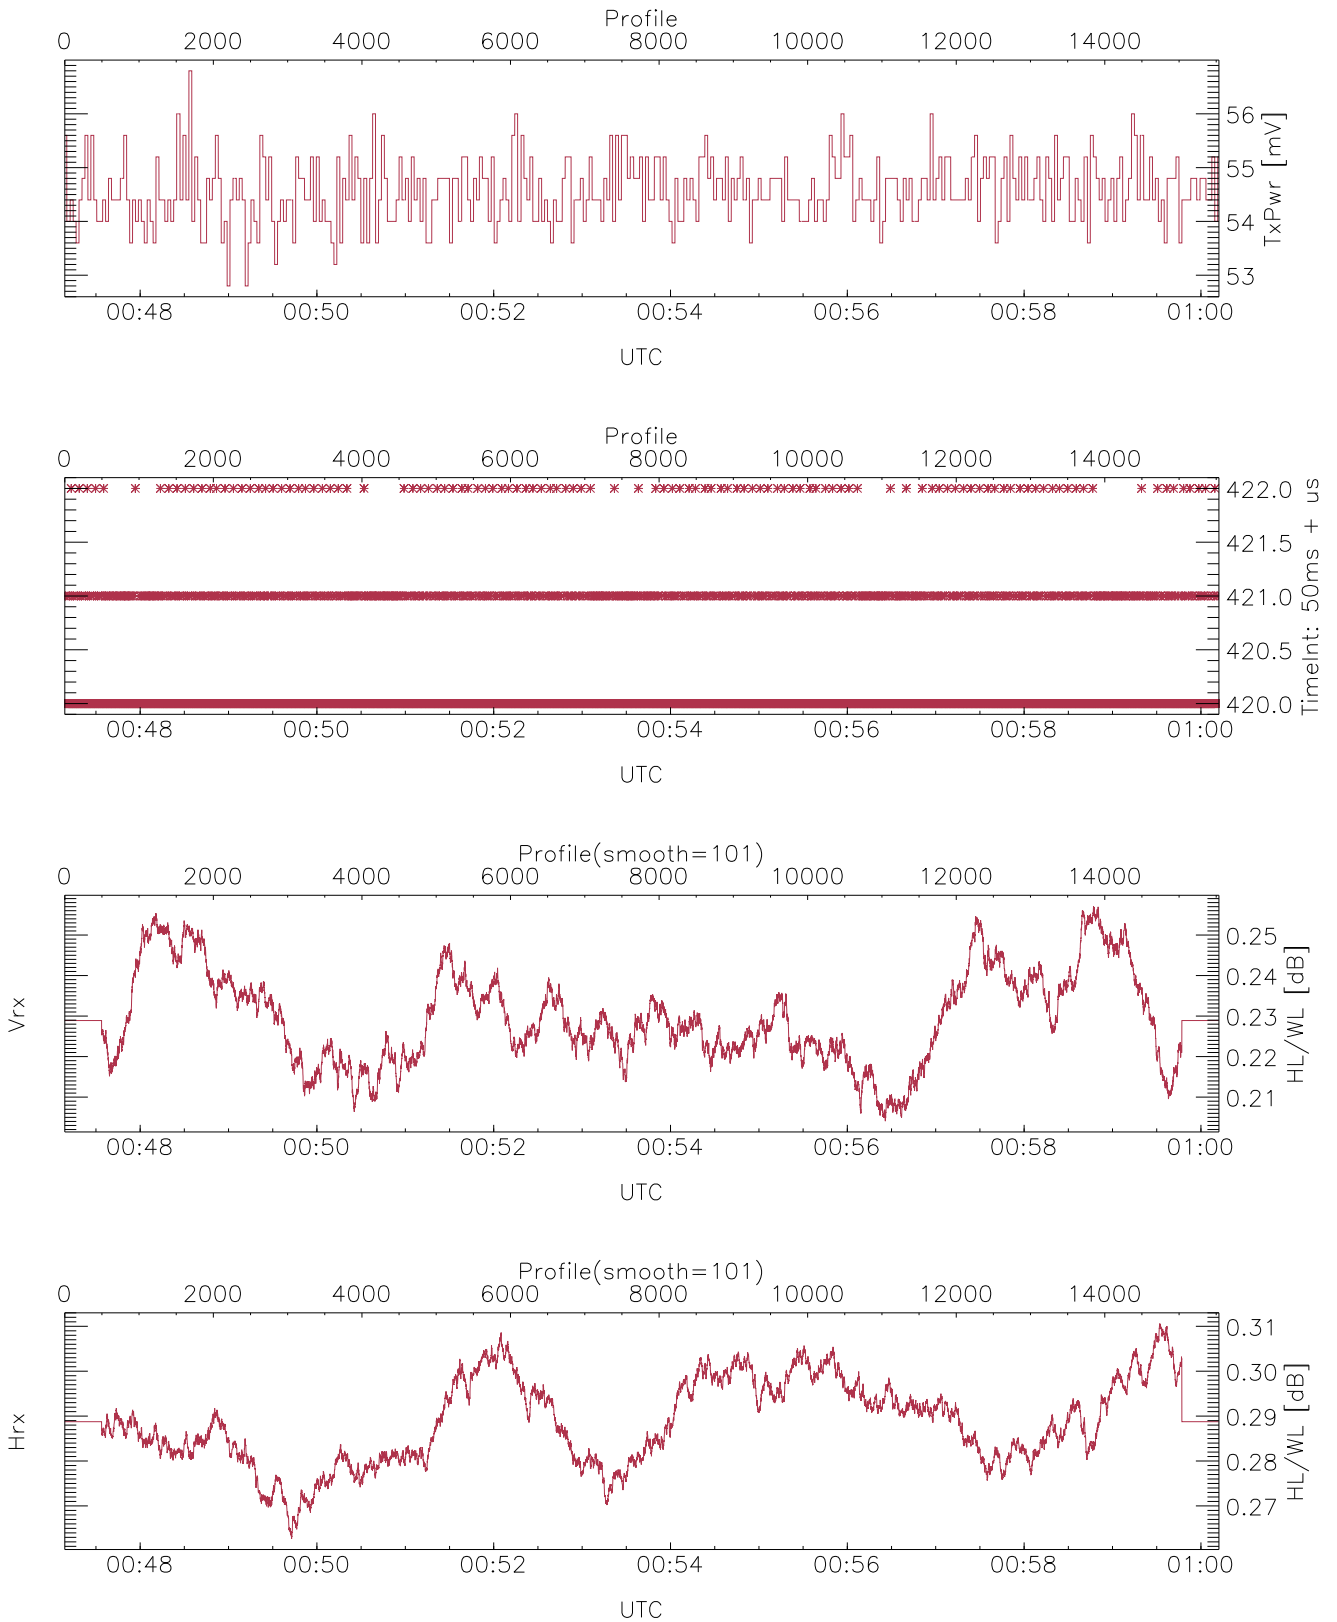 Profile
0 2000 4000 6000 8000 10000 12000 14000
56
55
54
53
TxPwr [mV]
00:48 00:50 00:52 00:54 00:56 00:58 01:00
UTC
Profile
0 2000 4000 6000 8000 10000 12000 14000
422.0
421.5
421.0
420.5
420.0
TimeInt: 50ms + us
00:48 00:50 00:52 00:54 00:56 00:58 01:00
UTC
Profile(smooth=101)
0 2000 4000 6000 8000 10000 12000 14000
Vrx
0.25
0.24
0.23
0.22
0.21
HL/WL [dB]
00:48 00:50 00:52 00:54 00:56 00:58 01:00
UTC
Profile(smooth=101)
0 2000 4000 6000 8000 10000 12000 14000
Hrx
0.31
0.30
0.29
0.28
0.27
HL/WL [dB]
00:48 00:50 00:52 00:54 00:56 00:58 01:00
UTC